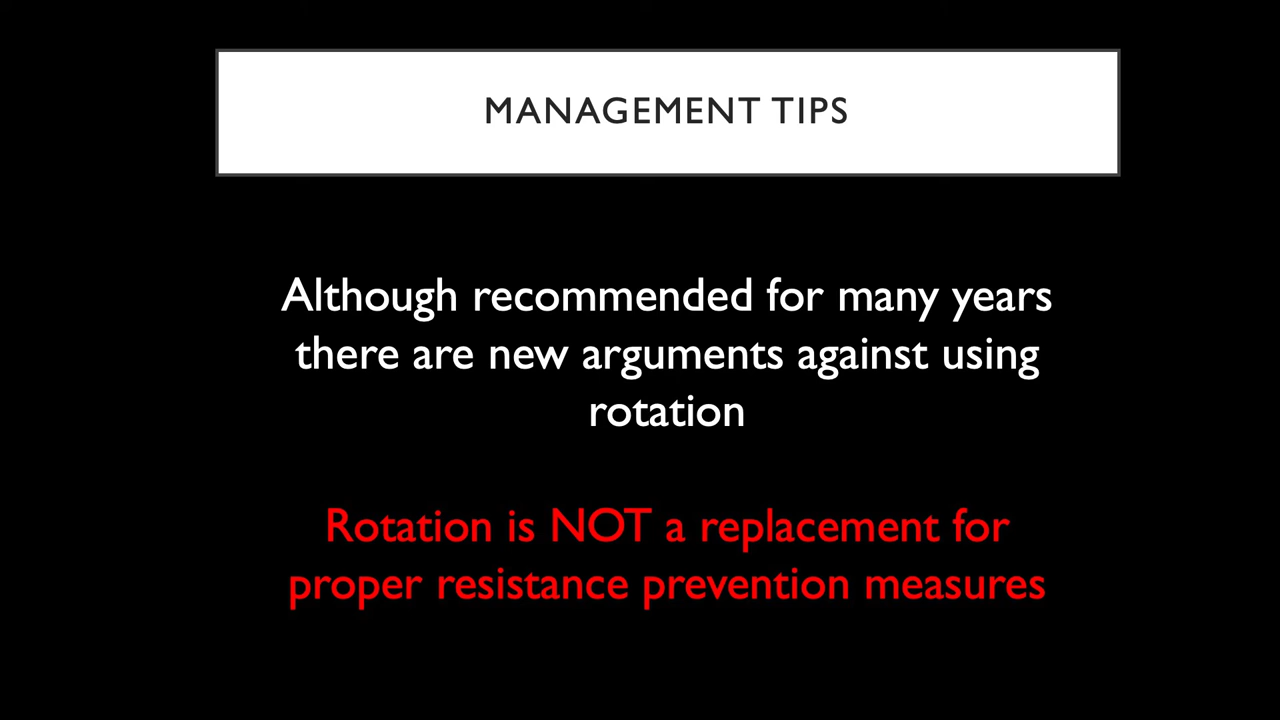 MANAGEMENT TIPS
Although recommended for many years
there are new arguments against using
rotation
Rotation is NOT a replacement for
proper resistance prevention measures